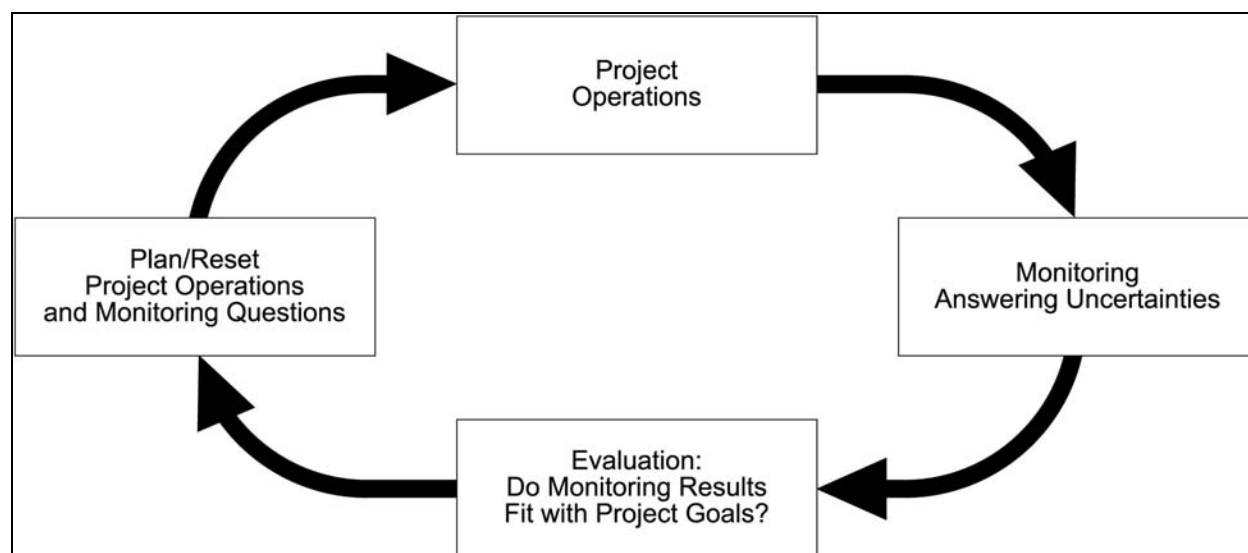 Project
Operations
Monitoring
Answering Uncertainties
Evaluation:
Do Monitoring Results
Fit with Project Goals?
Plan/Reset
Project Operations
and Monitoring Questions